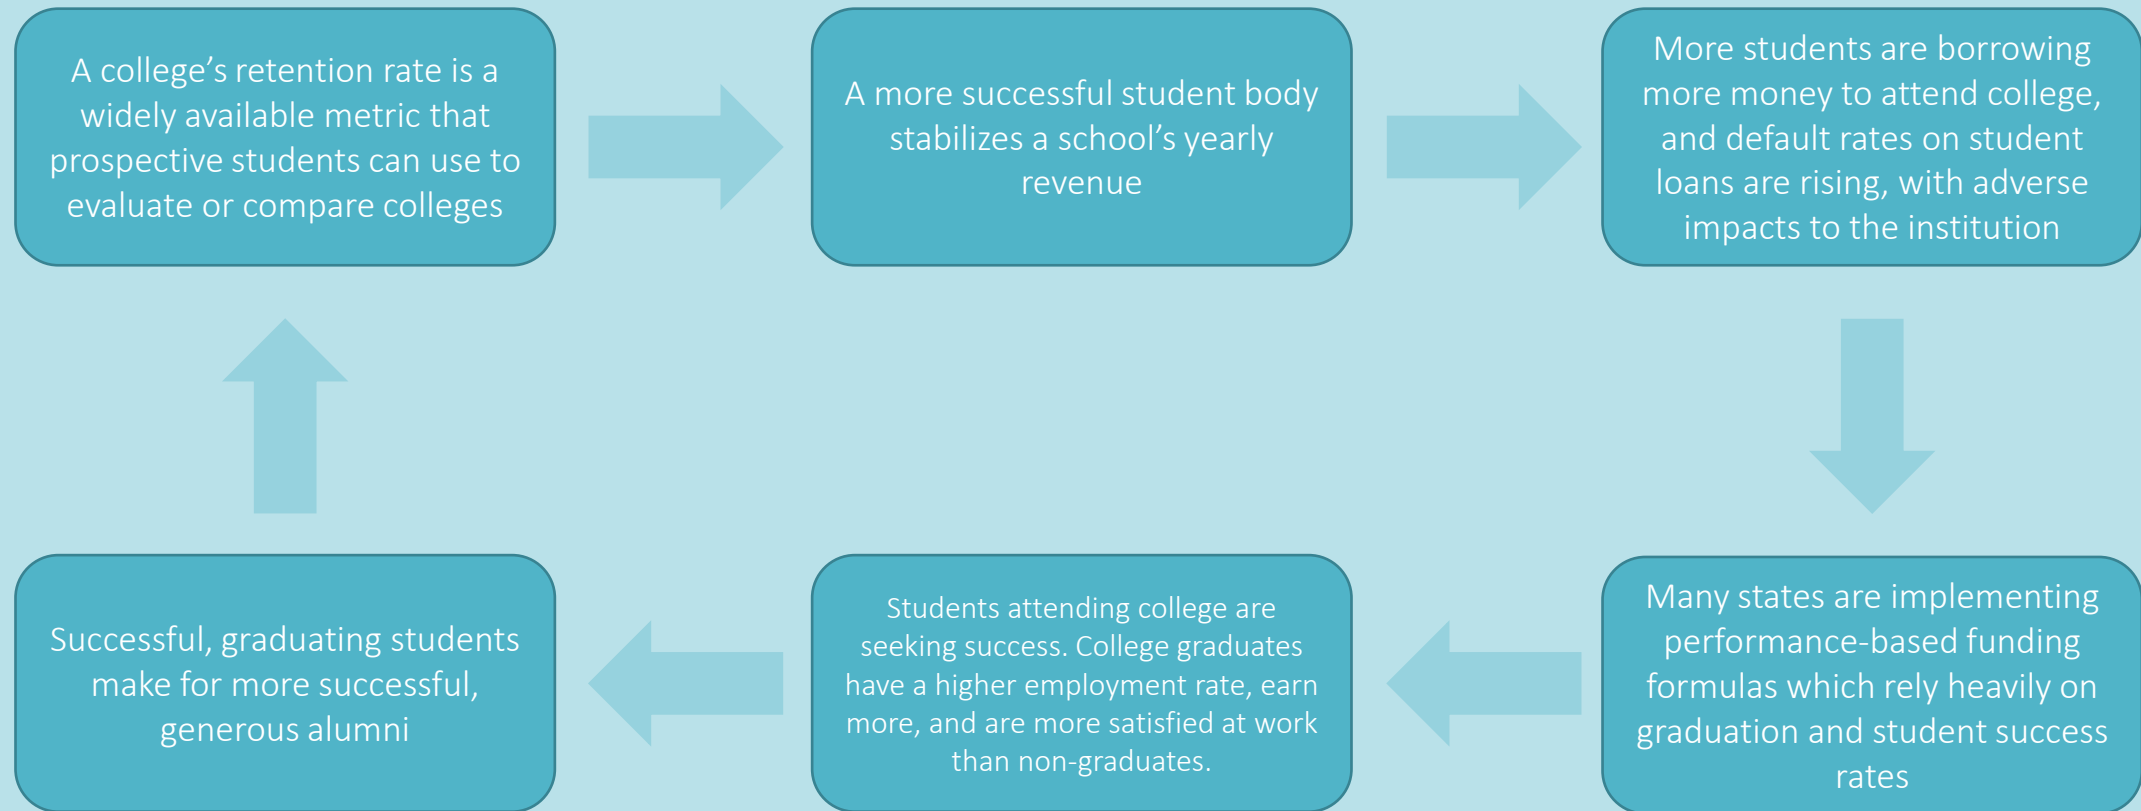 A college’s retention rate is a
widely available metric that
prospective students can use to
evaluate or compare colleges
A more successful student body
stabilizes a school’s yearly
revenue
More students are borrowing
more money to attend college,
and default rates on student
loans are rising, with adverse
impacts to the institution
Many states are implementing
performance-based funding
formulas which rely heavily on
graduation and student success
rates
Students attending college are
seeking success. College graduates
have a higher employment rate, earn
more, and are more satisfied at work
than non-graduates.
Successful, graduating students
make for more successful,
generous alumni